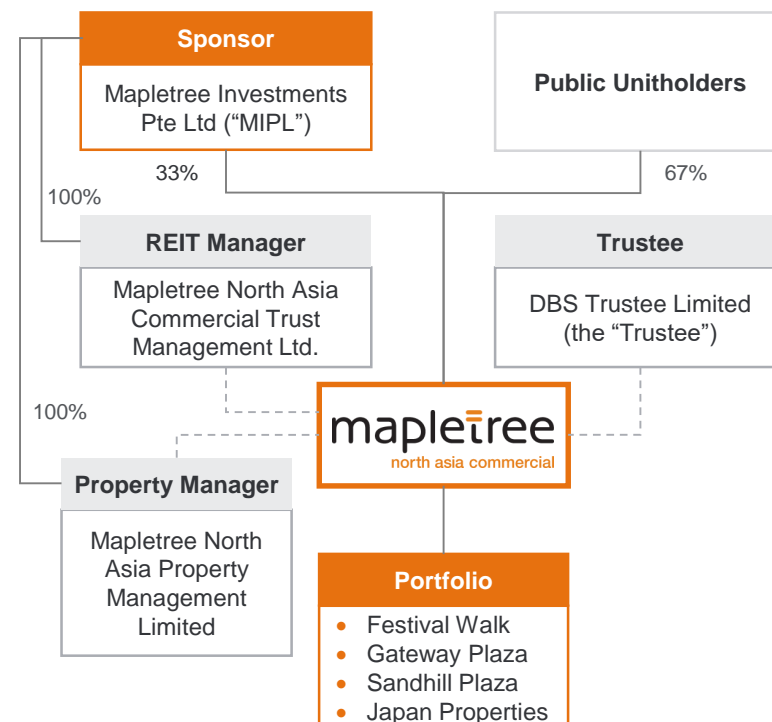 Sponsor
Mapletree Investments
Pte Ltd (“MIPL”)
Public Unitholders
33%
67%
100%
REIT Manager
Mapletree North Asia
Commercial Trust
Management Ltd.
Trustee
DBS Trustee Limited
(the “Trustee”)
100%
mapletree
north asia commercial
Property Manager
Mapletree North
Asia Property
Management
Limited
Portfolio
• Festival Walk
• Gateway Plaza
• Sandhill Plaza
• Japan Properties